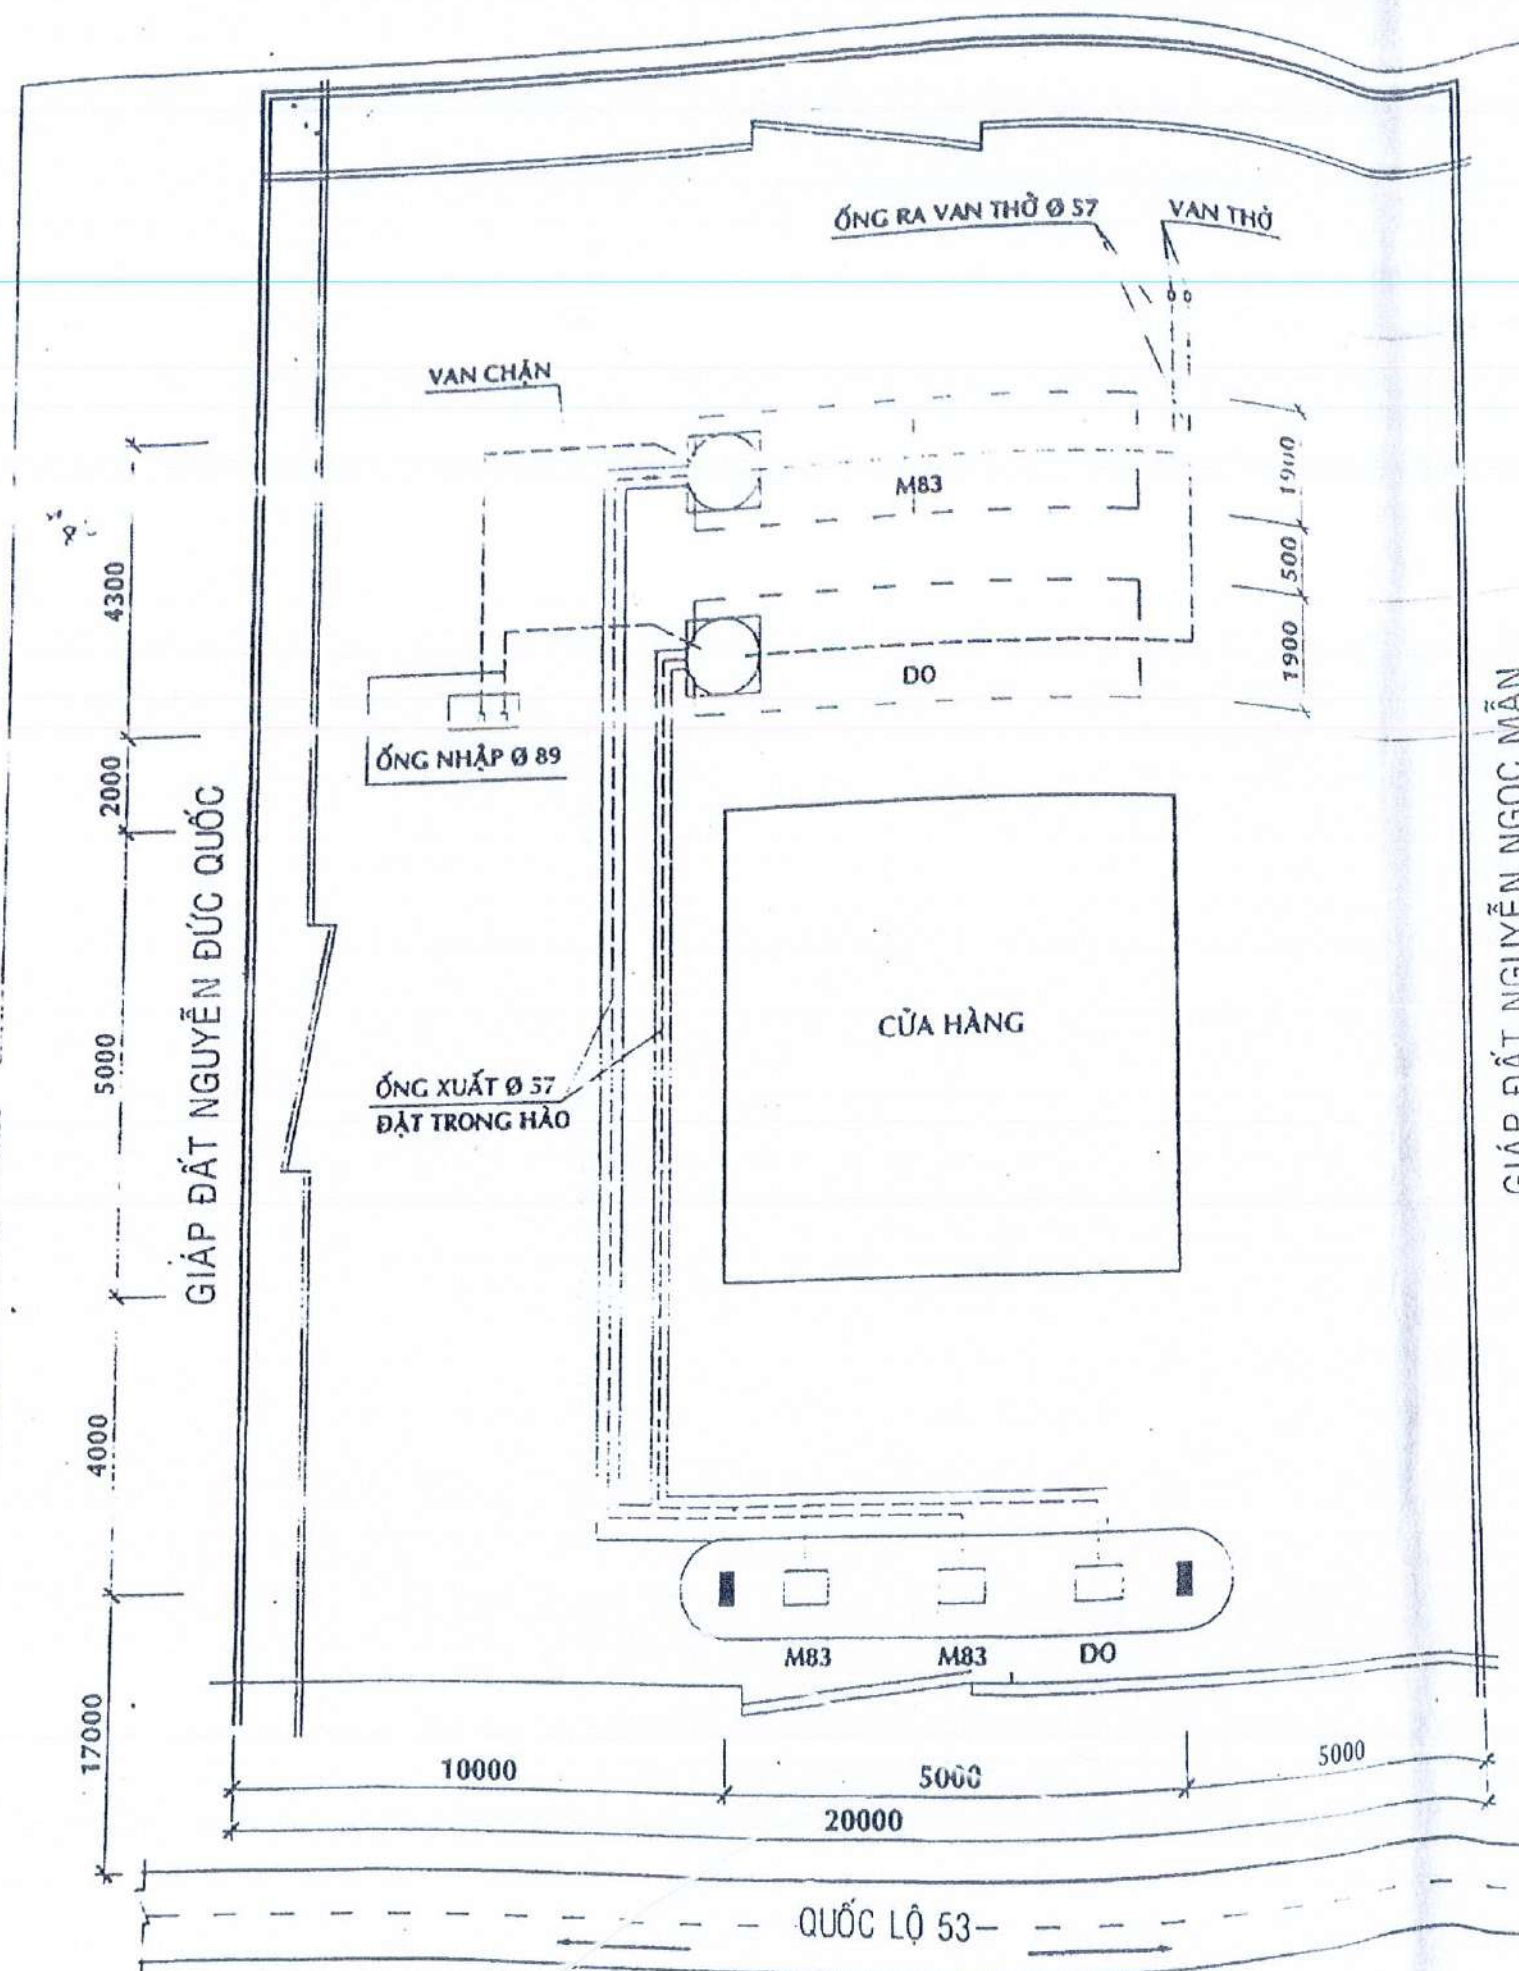 ỐNG RA VAN THỞ Ø 57
VAN THỞ
VAN CHẶN
M83
1900
500
4300
DO
1900
ỐNG NHẬP Ø 89
2000
GIÁP ĐẤT NGUYỄN ĐỨC QUỐC
GIÁP ĐẤT NGUYỄN NGỌC MẪN
CỬA HÀNG
5000
ỐNG XUẤT Ø 57
ĐẶT TRONG HÀO
4000
M83
M83
DO
17000
10000
5000
5000
20000
QUỐC LỘ 53